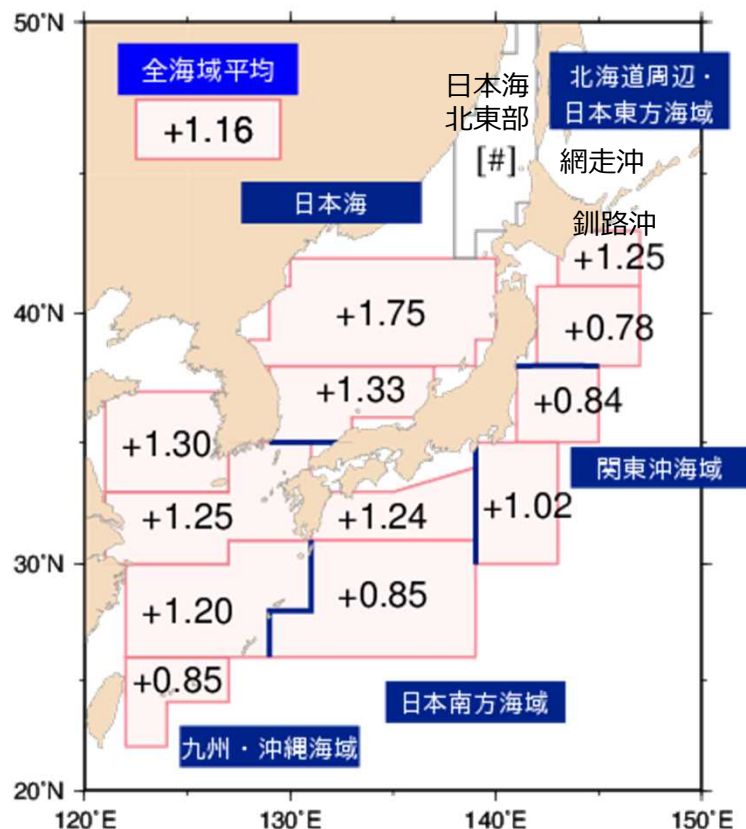 50°N
全海域平均
+1.16
日本海
北東部
[#]
北海道周辺・
日本東方海域
網走沖
日本海
釧路沖
+1.25
40°N
+1.75
+0.78
+1.33
+0.84
+1.30
関東沖海域
+1.25
+1.24
+1.02
30°N
+1.20
+0.85
+0.85
日本南方海域
九州・沖縄海域
20°N
120°E
130°E
140°E
150°E